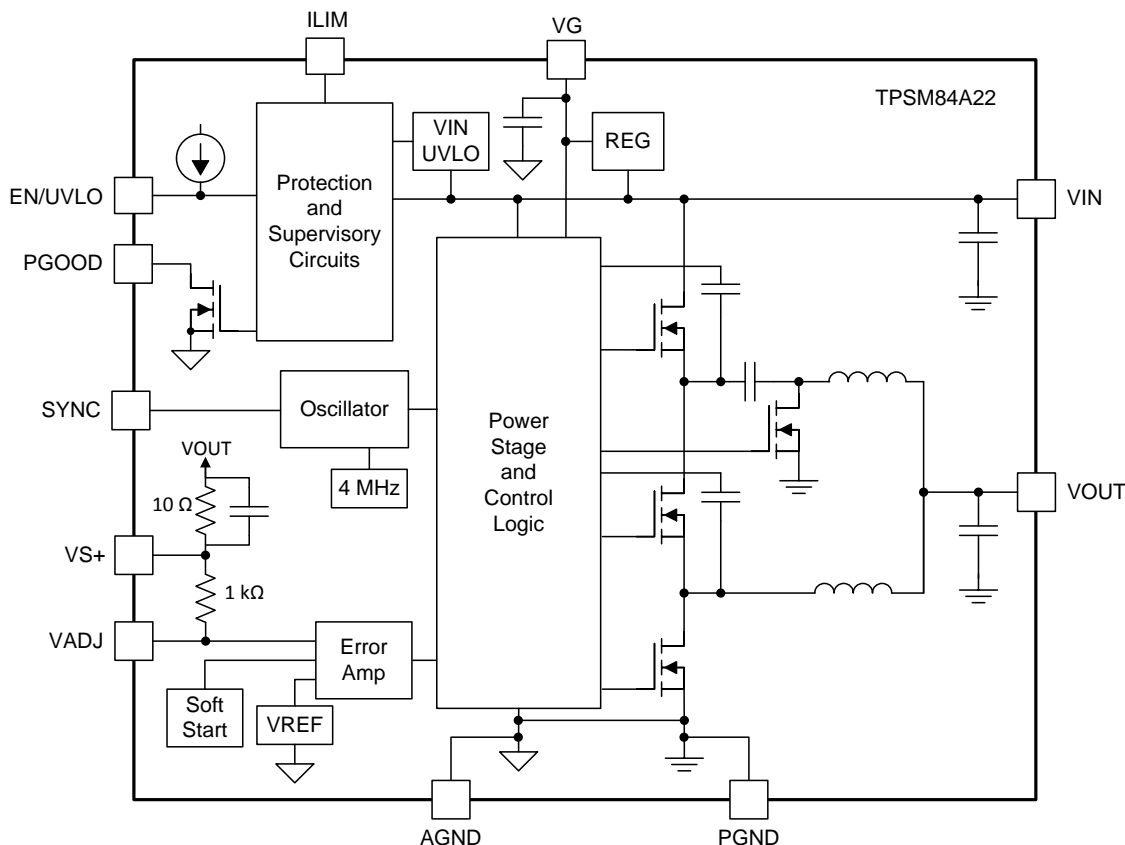 ILIM
VG
TPSM84A22
VIN
UVLO
REG
EN/UVLO
Protection
and
Supervisory
Circuits
VIN
PGOOD
SYNC
Oscillator
4 MHz
Power
Stage
and
Control
Logic
VOUT
10 Ω
VOUT
VS+
1 kΩ
VADJ
Error
Amp
Soft
Start
VREF
AGND
PGND